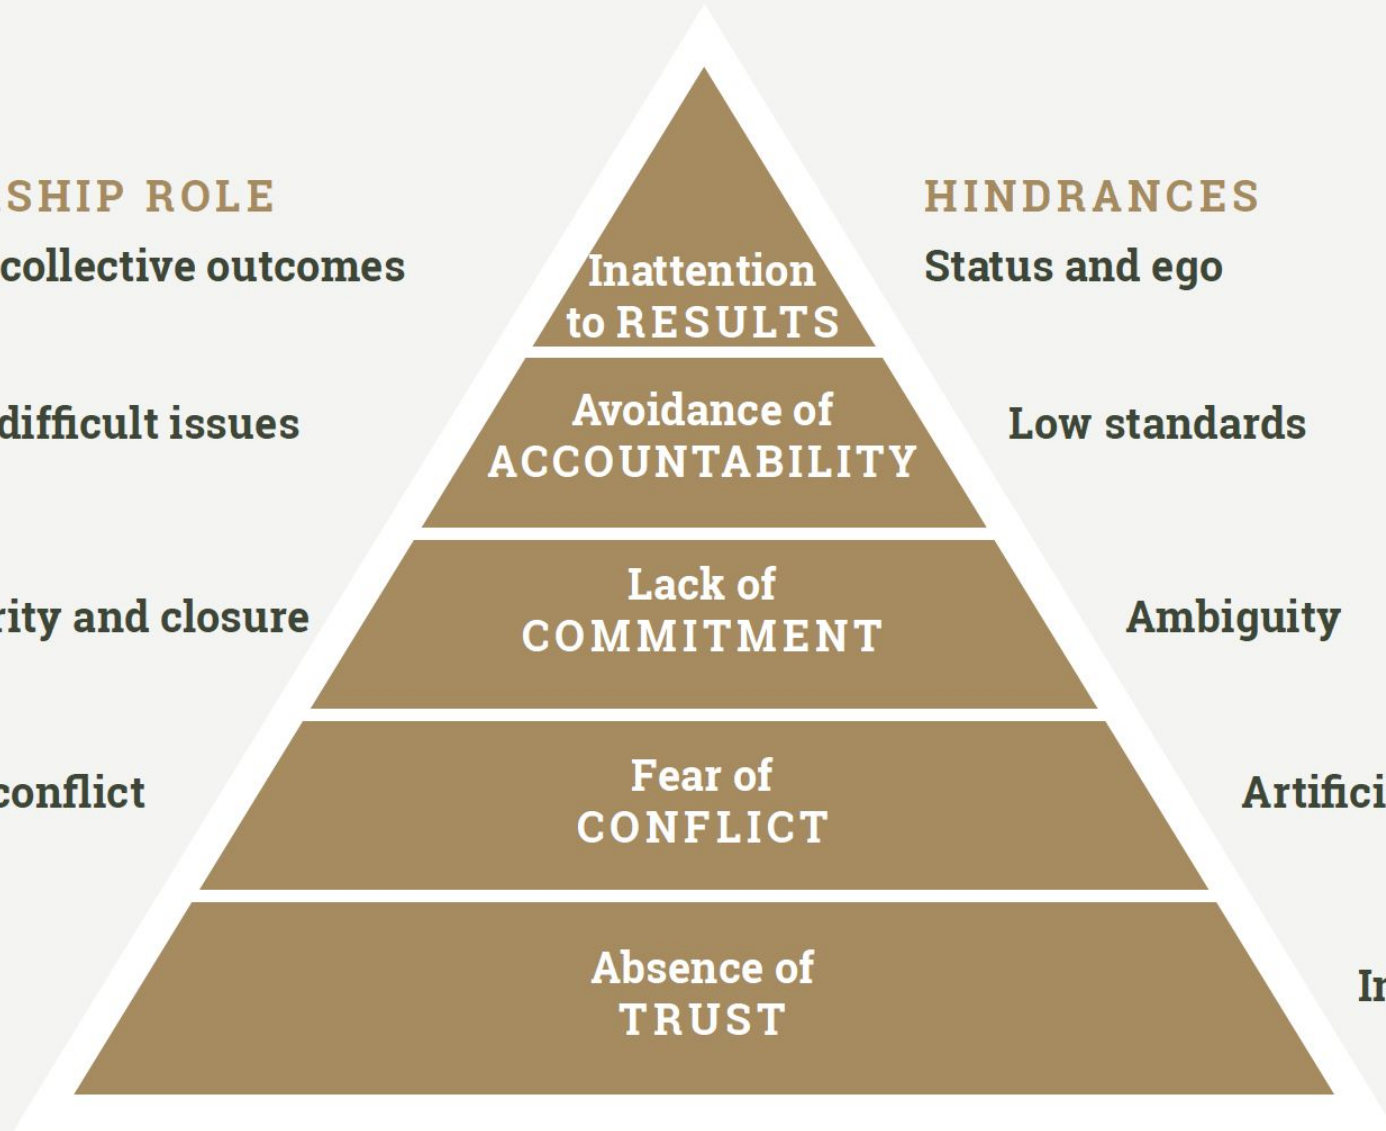 SHIP ROLE
collective outcomes
difficult issues
rity and closure
conflict
Inattention
to RESULTS
Avoidance of
ACCOUNTABILITY
Lack of
COMMITMENT
Fear of
CONFLICT
Absence of
TRUST
HINDRANCES
Status and ego
Low standards
Ambiguity
Artifici